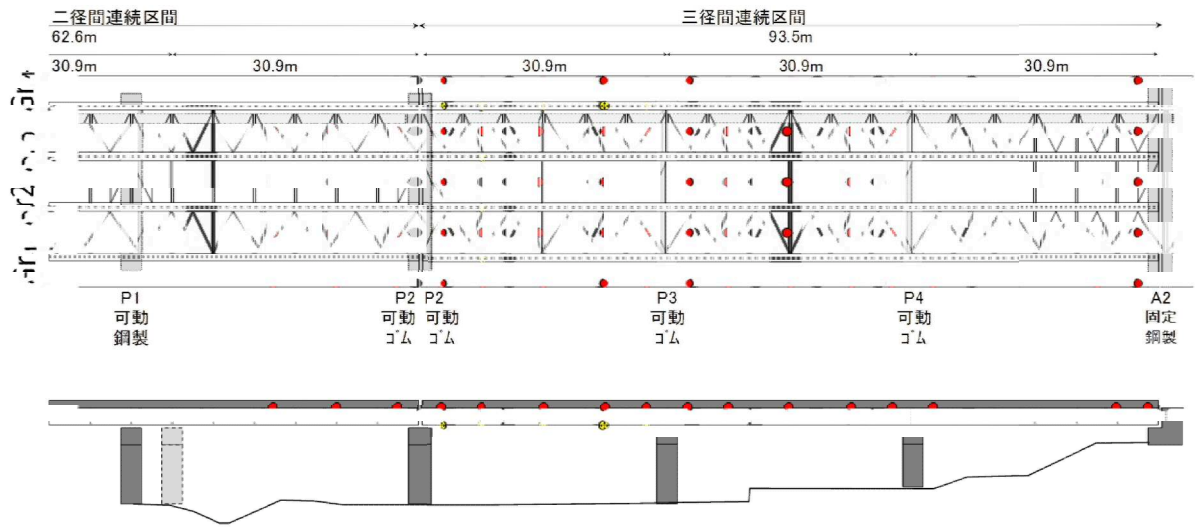 二径間連続区間
三径間連続区間
62.6m
93.5m
30.9m
30.9m
30.9m
30.9m
30.9m
P1
可動
鋼製
P2
可動
ゴム
P2
可動
ゴム
P3
可動
ゴム
P4
可動
ゴム
A2
固定
鋼製